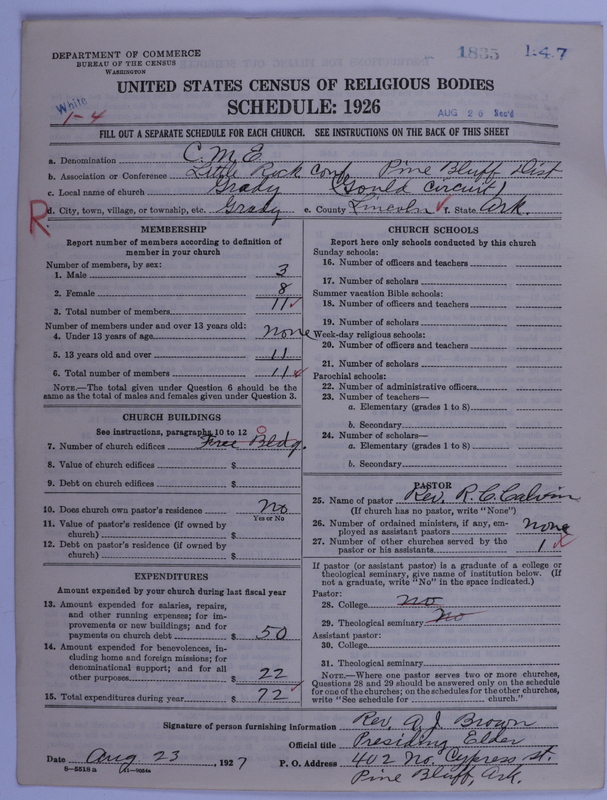 DEPARTMENT OF COMMERCE
BUREAU OF THE CENSUS
WASHINGTON
1835 1-4-7
UNITED STATES CENSUS OF RELIGIOUS BODIES
SCHEDULE: 1926
White
1-4
AUG 26 Rec'd
FILL OUT A SEPARATE SCHEDULE FOR EACH CHURCH. SEE INSTRUCTIONS ON THE BACK OF THIS SHEET
a. Denomination C. M. E.
b. Association or Conference Little Rock Conf. Pine Bluff Dist
c. Local name of church Grady (Gould Circuit)
R
d. City, town, village, or township, etc. Grady e. County Lincoln f. State Ark.
MEMBERSHIP
Report number of members according to definition of
member in your church
Number of members, by sex:
1. Male 3
2. Female 8
3. Total number of members 11
Number of members under and over 13 years old:
4. Under 13 years of age none
5. 13 years old and over 11
6. Total number of members 11
NOTE.—The total given under Question 6 should be the
same as the total of males and females given under Question 3.
CHURCH BUILDINGS
See instructions, paragraphs 10 to 12
0
7. Number of church edifices Free Bldg.
8. Value of church edifices $
9. Debt on church edifices $
10. Does church own pastor's residence No
Yes or No
11. Value of pastor's residence (if owned by
church) $
12. Debt on pastor's residence (if owned by
church) $
EXPENDITURES
Amount expended by your church during last fiscal year
13. Amount expended for salaries, repairs,
and other running expenses; for im-
provements or new buildings; and for
payments on church debt $ 50
14. Amount expended for benevolences, in-
cluding home and foreign missions; for
denominational support; and for all
other purposes $ 22
15. Total expenditures during year $ 72
CHURCH SCHOOLS
Report here only schools conducted by this church
Sunday schools:
16. Number of officers and teachers
17. Number of scholars
Summer vacation Bible schools:
18. Number of officers and teachers
19. Number of scholars
Week-day religious schools:
20. Number of officers and teachers
21. Number of scholars
Parochial schools:
22. Number of administrative officers
23. Number of teachers—
a. Elementary (grades 1 to 8)
b. Secondary
24. Number of scholars—
a. Elementary (grades 1 to 8)
b. Secondary
PASTOR
25. Name of pastor Rev. R. C. Calvin
(If church has no pastor, write "None")
26. Number of ordained ministers, if any, em-
ployed as assistant pastors none
27. Number of other churches served by the
pastor or his assistants 1
If pastor (or assistant pastor) is a graduate of a college or
theological seminary, give name of institution below. (If
not a graduate, write "No" in the space indicated.)
Pastor:
28. College No
29. Theological seminary No
Assistant pastor:
30. College
31. Theological seminary
NOTE.—Where one pastor serves two or more churches,
Questions 28 and 29 should be answered only on the schedule
for one of the churches; on the schedules for the other churches,
write "See schedule for church."
Signature of person furnishing information Rev. A. J. Brown
Official title Presiding Elder
Date Aug 23, 1927 P. O. Address 402 No. Cypress st.
Pine Bluff, Ark.